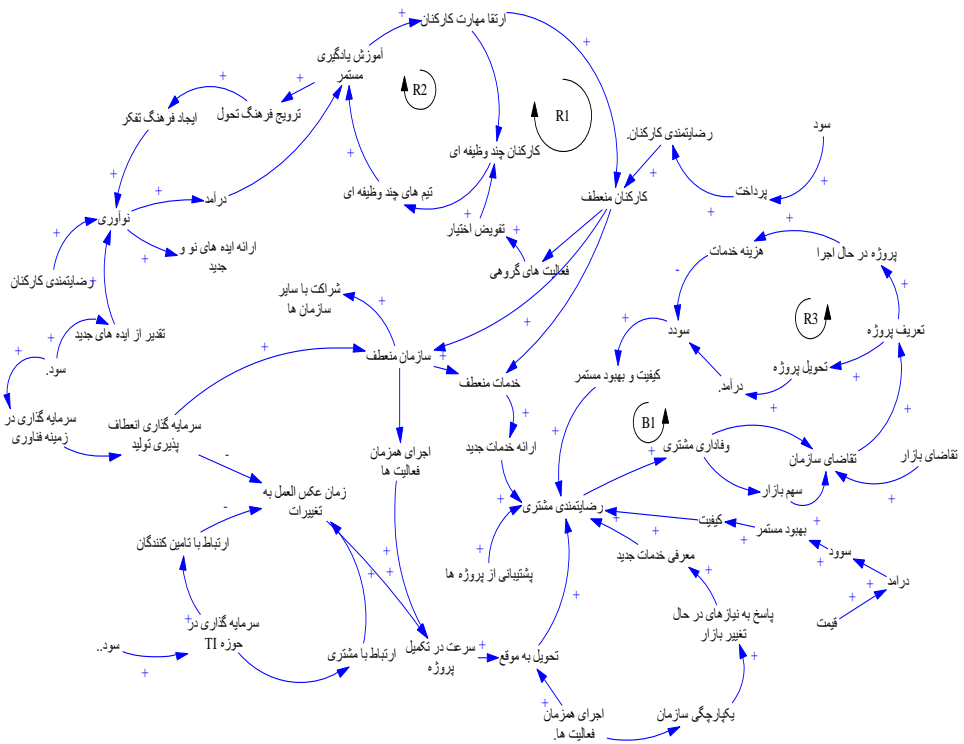 ارتقا مهارت کارکنان
آموزش یادگیری
مستمر
R2
R1
ترویج فرهنگ تحول
ایجاد فرهنگ تفکر
کارکنان چند وظیفه ای
رضایتمندی کارکنان.
سود
پرداخت
تیم های چند وظیفه ای
درآمد
نوآوری
کارکنان منعطف
تفویض اختیار
ارائه ایده های نو و
جدید
رضایتمندی کارکنان
فعالیت های گروهی
هزینه خدمات
پروژه در حال اجرا
شراکت با سایر
سازمان ها
تقدیر از ایده های جدید
سود.
R3
تعریف پروژه
سودد
سازمان منعطف
خدمات منعطف
کیفیت و بهبود مستمر
تحویل پروژه
درآمد.
سرمایه گذاری در
زمینه فناوری
سرمایه گذاری انعطاف
پذیری تولید
اجرای همزمان
فعالیت ها
ارائه خدمات جدید
B1
وفاداری مشتری
تقاضای سازمان
تقاضای بازار
سهم بازار
زمان عکس العمل به
تغییرات
رضایتمندی مشتری
کیفیت
بهبود مستمر
ارتباط با تامین کنندگان
پشتیبانی از پروژه ها
معرفی خدمات جدید
سوود
درامد
قیمت
پاسخ به نیازهای در حال
تغییر بازار
سرمایه گذاری در
حوزه TI
سود..
ارتباط با مشتری
سرعت در تکمیل
پروژه
تحویل به موقع
اجرای همزمان
فعالیت ها.
یکپارچگی سازمان